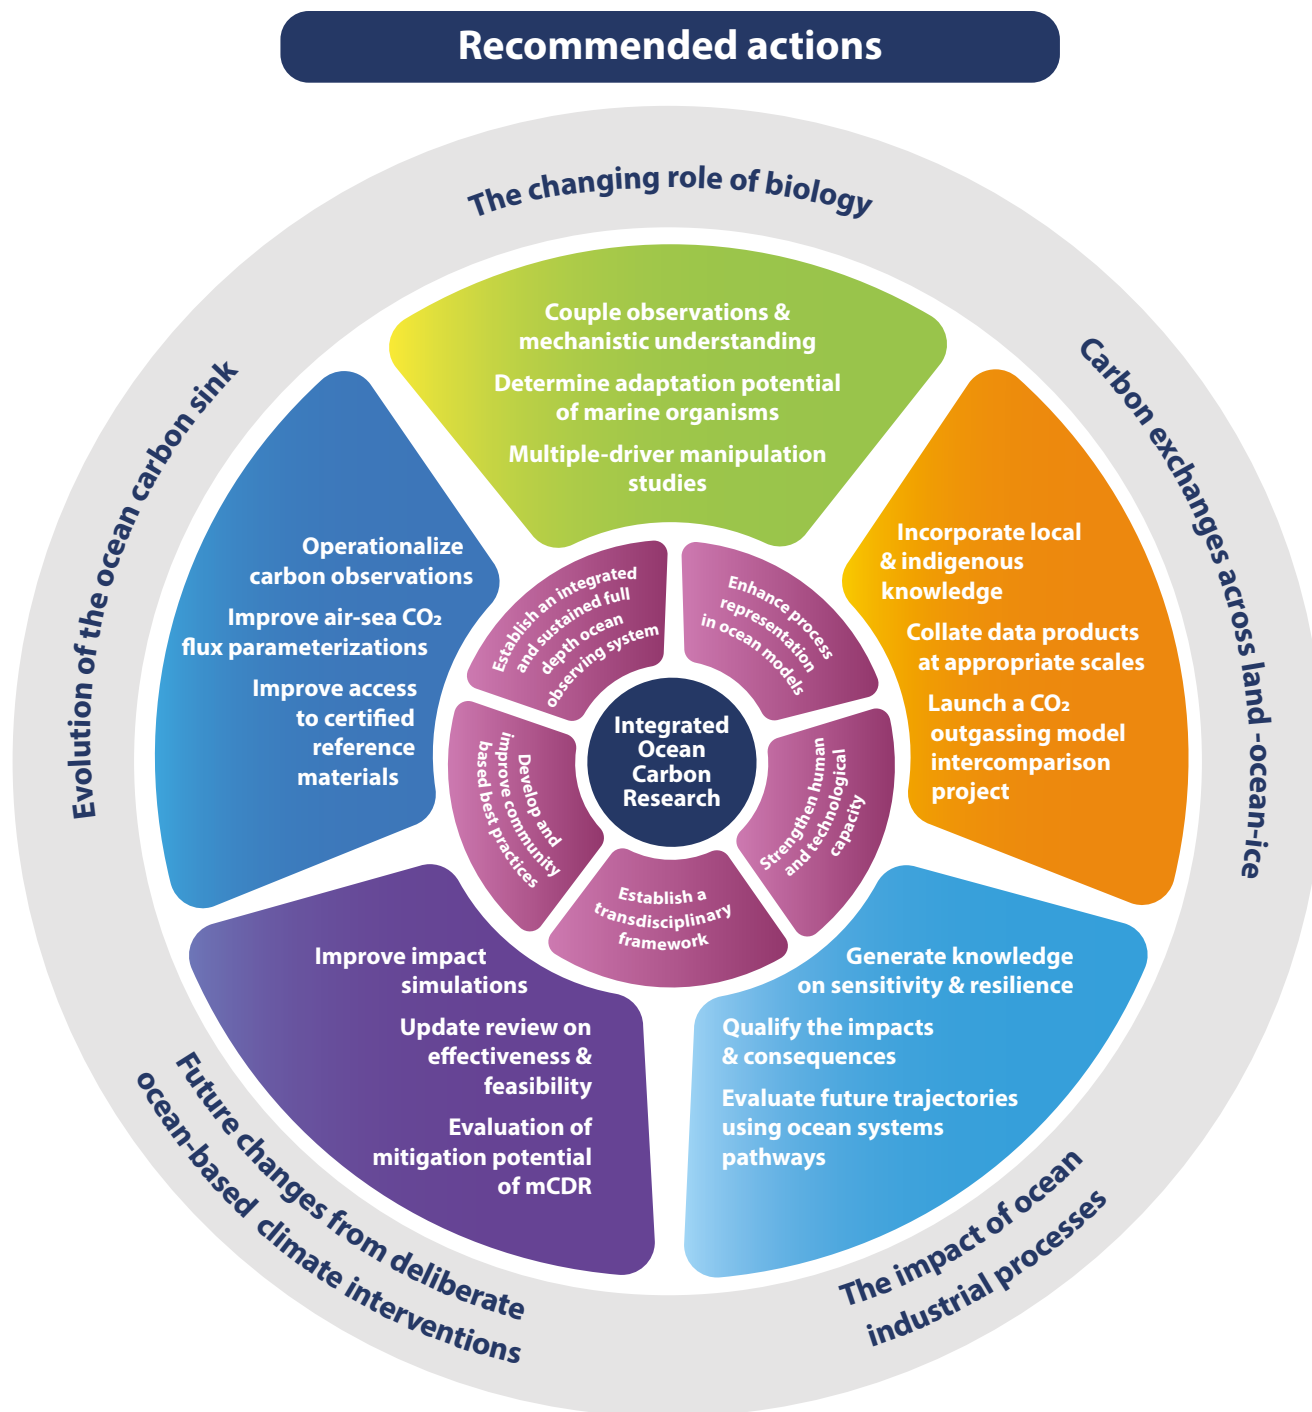 Recommended actions
The changing role of biology
Couple observations &
mechanistic understanding
Determine adaptation potential
of marine organisms
Multiple-driver manipulation
studies
Carbon exchanges across land -ocean-ice
Incorporate local
& indigenous
knowledge
Collate data products
at appropriate scales
Launch a CO₂
outgassing model
intercomparison
project
The impact of ocean
industrial processes
Generate knowledge
on sensitivity & resilience
Qualify the impacts
& consequences
Evaluate future trajectories
using ocean systems
pathways
Future changes from deliberate
ocean-based climate interventions
Improve impact
simulations
Update review on
effectiveness &
feasibility
Evaluation of
mitigation potential
of mCDR
Evolution of the ocean carbon sink
Operationalize
carbon observations
Improve air-sea CO₂
flux parameterizations
Improve access
to certified
reference
materials
Establish an integrated
and sustained full
depth ocean
observing system
Enhance process
representation
in ocean models
Strengthen human
and technological
capacity
Establish a
transdisciplinary
framework
Develop and
improve community
based best practices
Integrated
Ocean
Carbon
Research